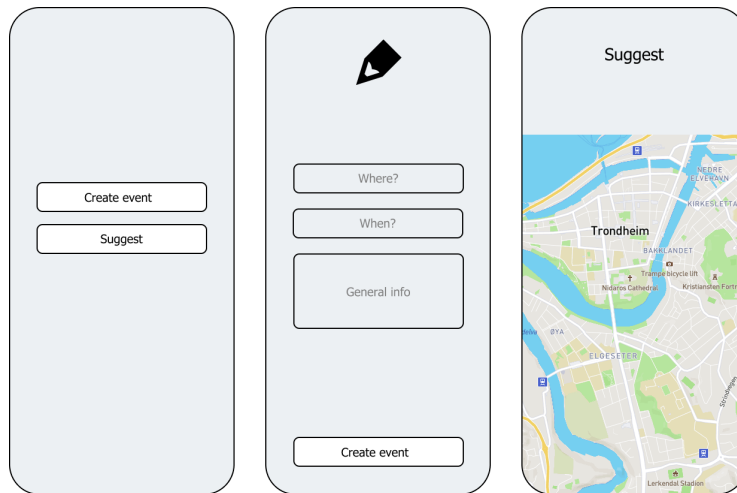 Create event
Suggest
Where?
When?
General info
Create event
Suggest
NEDRE
ELVEHAVN
KIRKESLETTA
Trondheim
BAKKLANDET
Trampe bicycle lift
Nidaros Cathedral
Kristiansten Fortr
ØYA
ELGESETER
Lerkendal Stadion